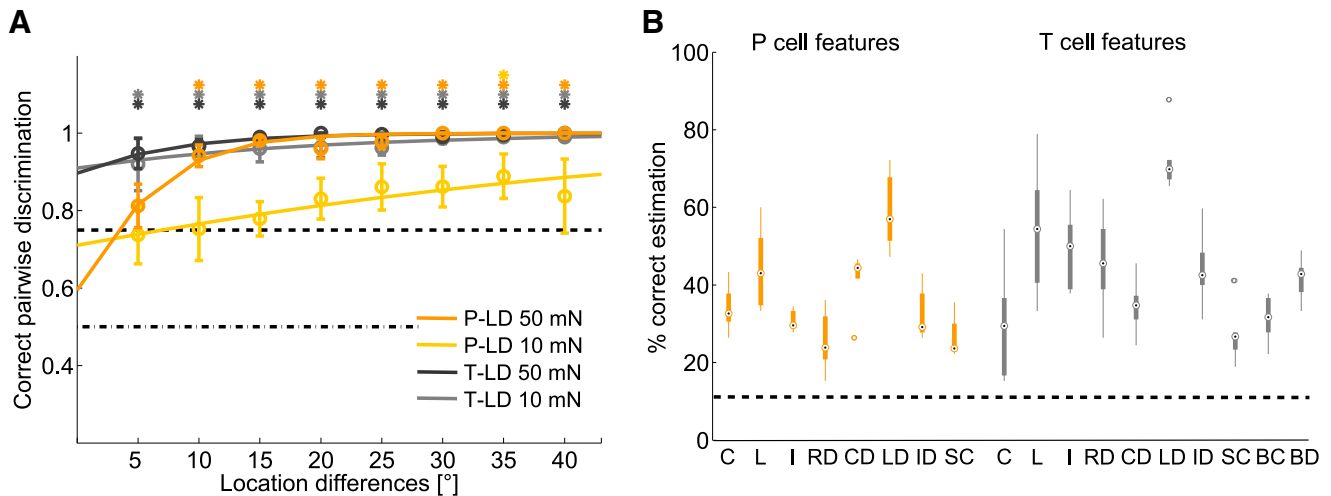 A
Correct pairwise discrimination
1
0.8
0.6
0.4
5 10 15 20 25 30 35 40
Location differences [°]
P-LD 50 mN
P-LD 10 mN
T-LD 50 mN
T-LD 10 mN
B
P cell features T cell features
% correct estimation
100
80
60
40
20
0
C L I RD CD LD ID SC C L I RD CD LD ID SC BC BD